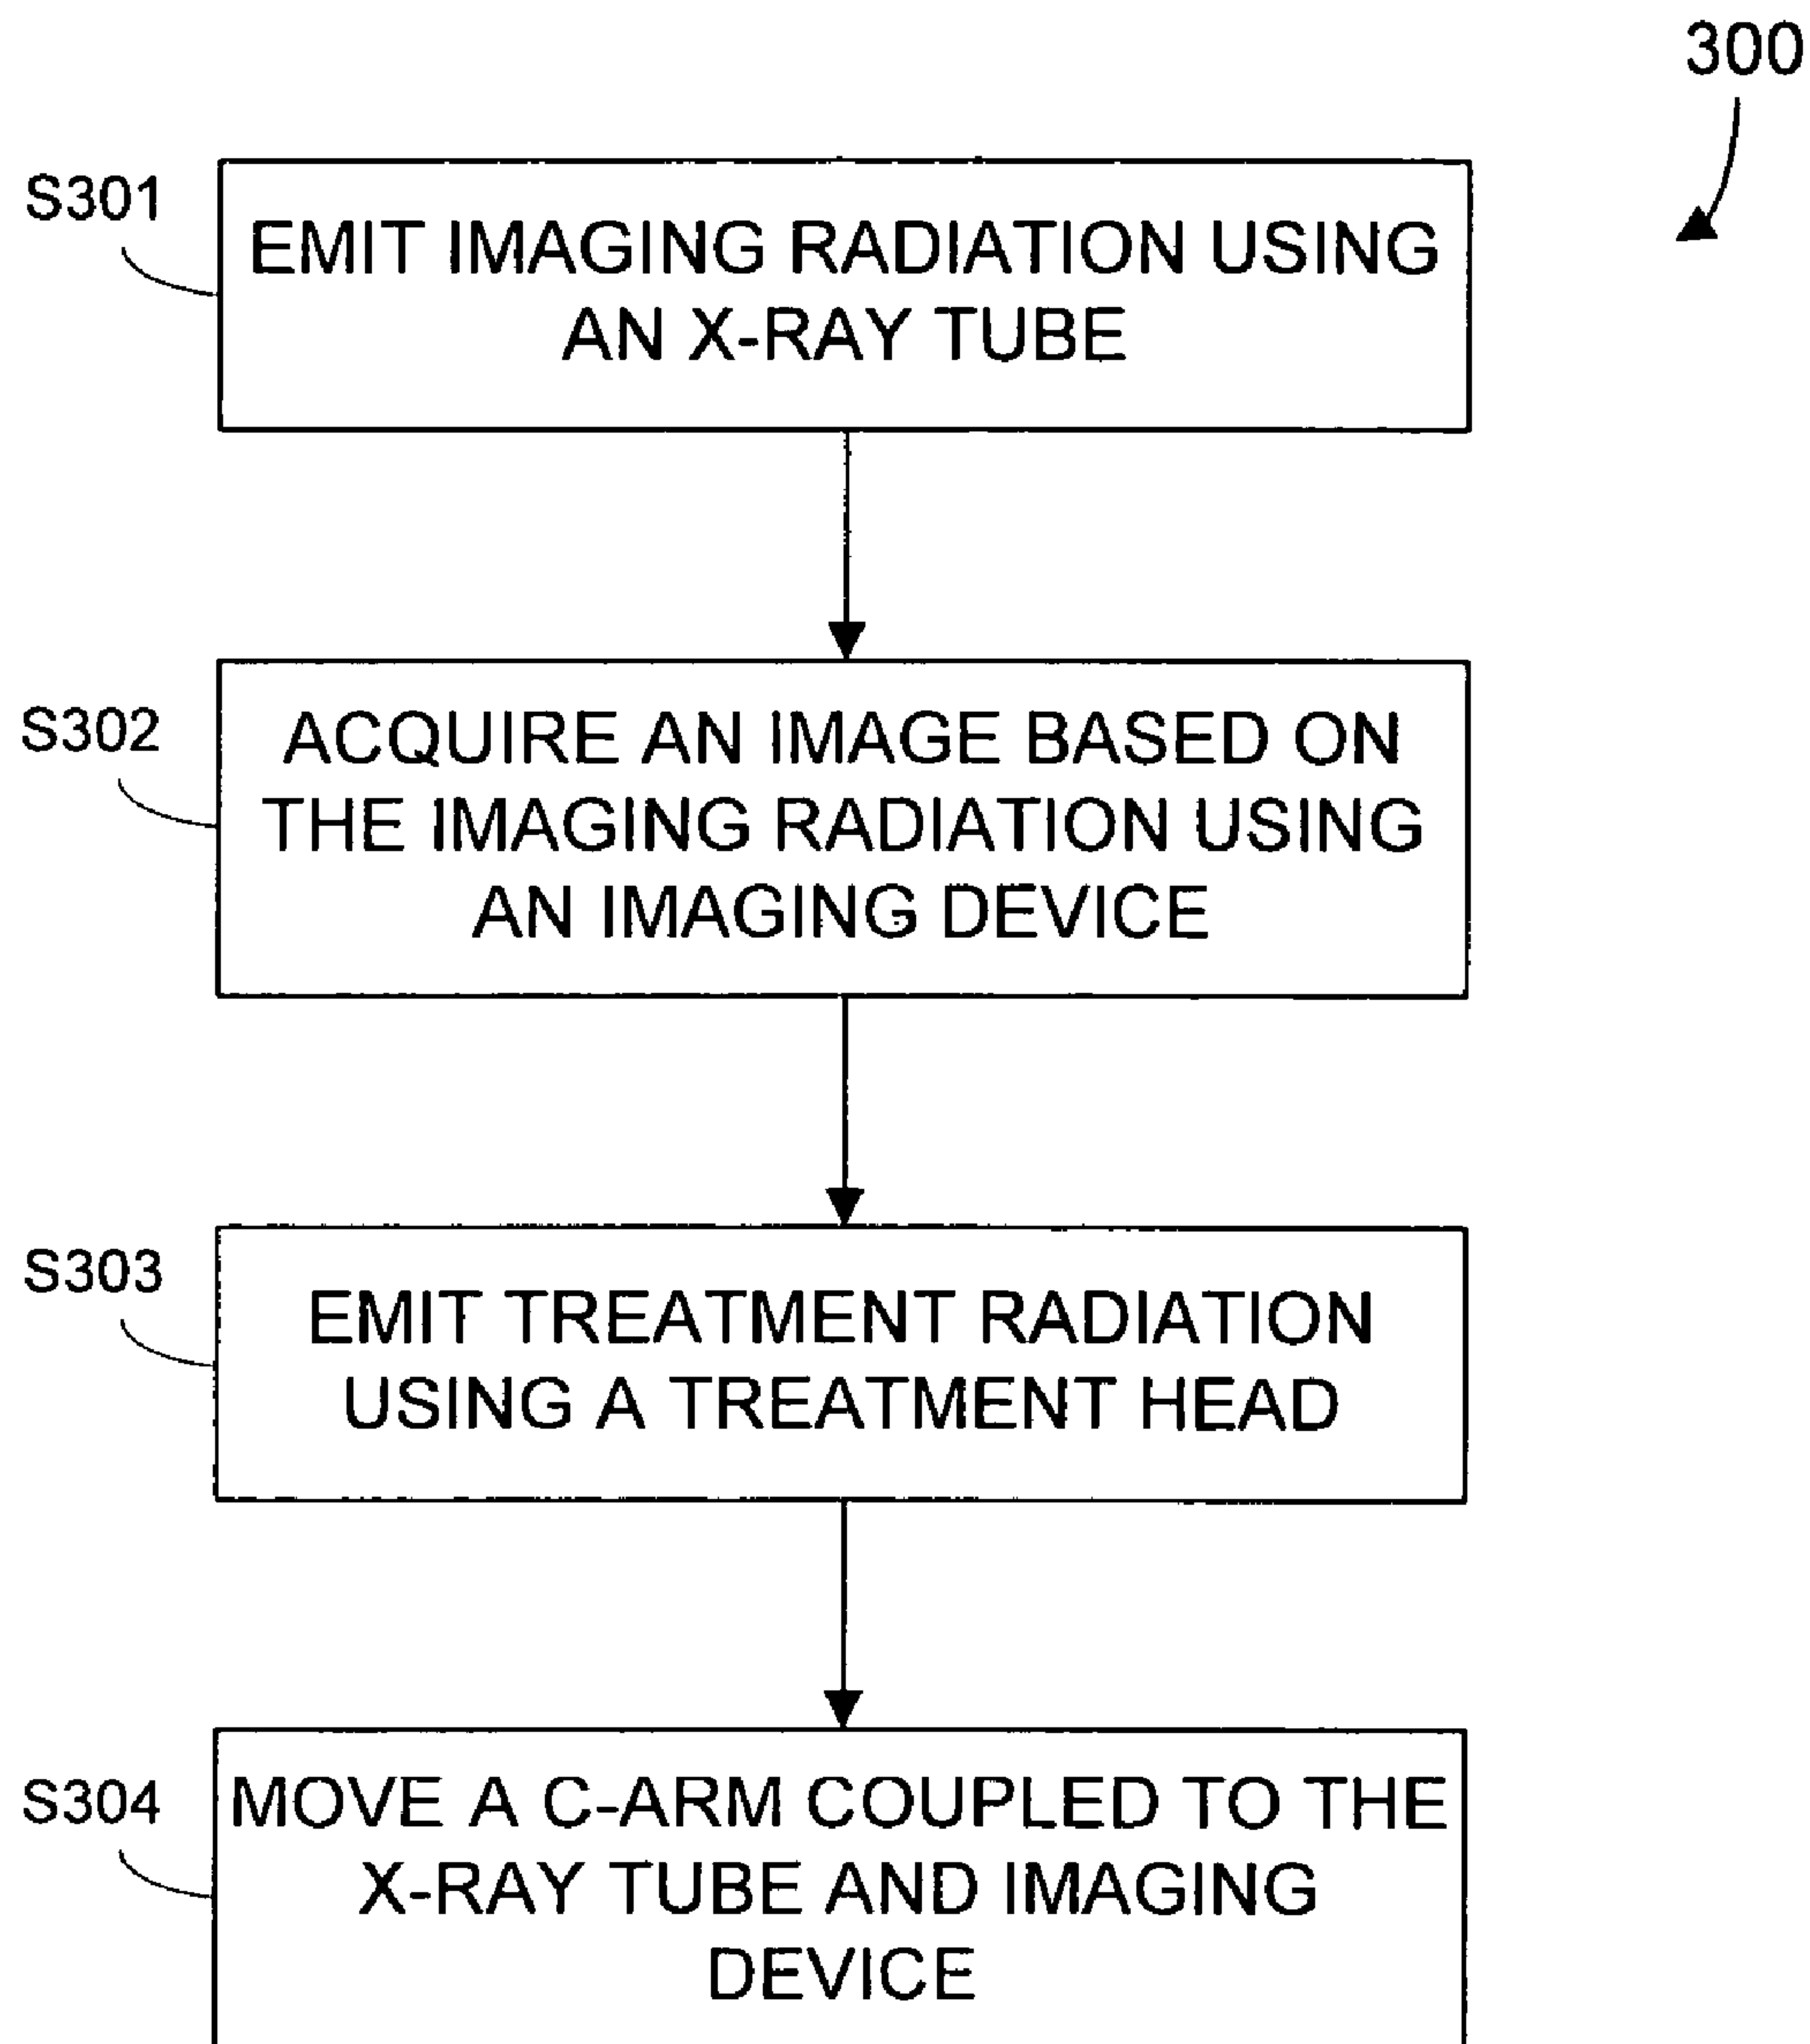 300
S301
EMIT IMAGING RADIATION USING
AN X-RAY TUBE
S302
ACQUIRE AN IMAGE BASED ON
THE IMAGING RADIATION USING
AN IMAGING DEVICE
S303
EMIT TREATMENT RADIATION
USING A TREATMENT HEAD
S304
MOVE A C-ARM COUPLED TO THE
X-RAY TUBE AND IMAGING
DEVICE